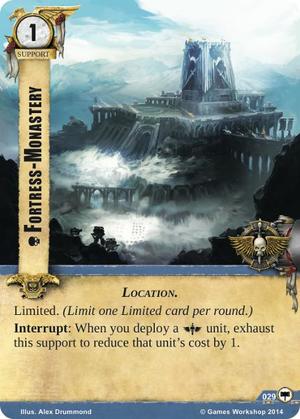 1
SUPPORT
FORTRESS-MONASTERY
LOCATION.
Limited. (Limit one Limited card per round.)
Interrupt: When you deploy a unit, exhaust
this support to reduce that unit's cost by 1.
029
Illus. Alex Drummond
© Games Workshop 2014